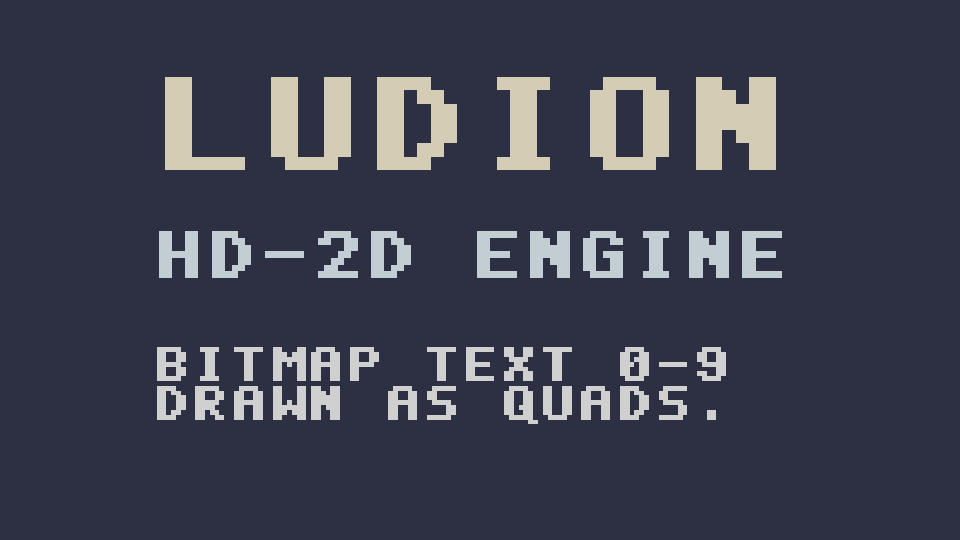 LUDION
HD-2D ENGINE
BITMAP TEXT 0-9
DRAWN AS QUADS.